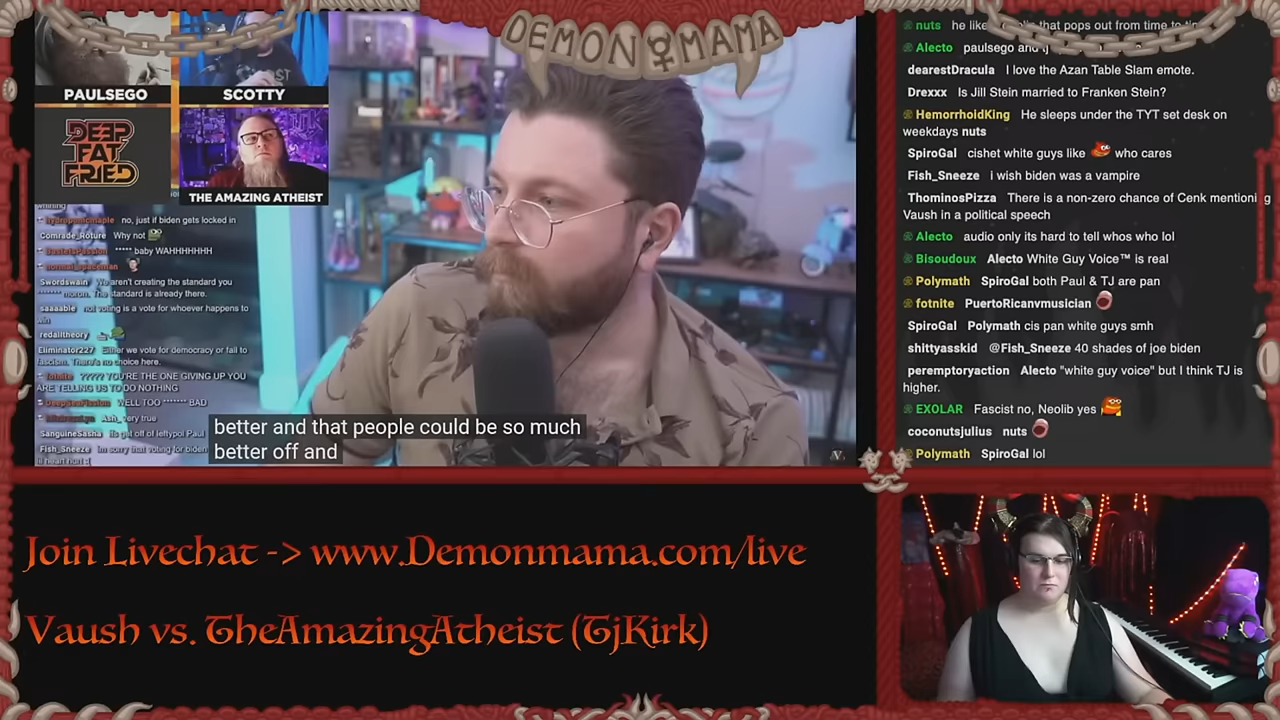 DEMON MAMA
PAULSEGO
SCOTTY
DEEP
FAT
FRIED
THE AMAZING ATHEIST
hydroponicmaple no, just if biden gets locked in
Comrade_Roture Why not
***** baby WAHHHHHHH
normal_spaceman
Swordswain We aren't creating the standard you
****** moron. The standard is already there.
saaaable not voting is a vote for whoever happens to
win
redalltheory
Eliminator227 Either we vote for democracy or fall to
fascism. There's no choice here.
fotnite ????? YOU'RE THE ONE GIVING UP YOU
ARE TELLING US TO DO NOTHING
DeepSeaFission WELL TOO ******* BAD
Ash_ very true
SanguineSasha its get off of leftypol Paul
Fish_Sneeze im sorry that voting for biden
better and that people could be so much
better off and
nuts he like
Alecto paulsego and tj
dearestDracula I love the Azan Table Slam emote.
Drexxx Is Jill Stein married to Franken Stein?
HemorrhoidKing He sleeps under the TYT set desk on
weekdays nuts
SpiroGal cishet white guys like who cares
Fish_Sneeze i wish biden was a vampire
ThominosPizza There is a non-zero chance of Cenk mentioning
Vaush in a political speech
Alecto audio only its hard to tell whos who lol
Bisoudoux Alecto White Guy Voice™ is real
Polymath SpiroGal both Paul & TJ are pan
fotnite PuertoRicanvmusician
SpiroGal Polymath cis pan white guys smh
shittyasskid @Fish_Sneeze 40 shades of joe biden
peremptoryaction Alecto "white guy voice" but I think TJ is
higher.
EXOLAR Fascist no, Neolib yes
coconutsjulius nuts
Polymath SpiroGal lol
Join Livechat -> www.Demonmama.com/live
Vaush vs. TheAmazingAtheist (TjKirk)